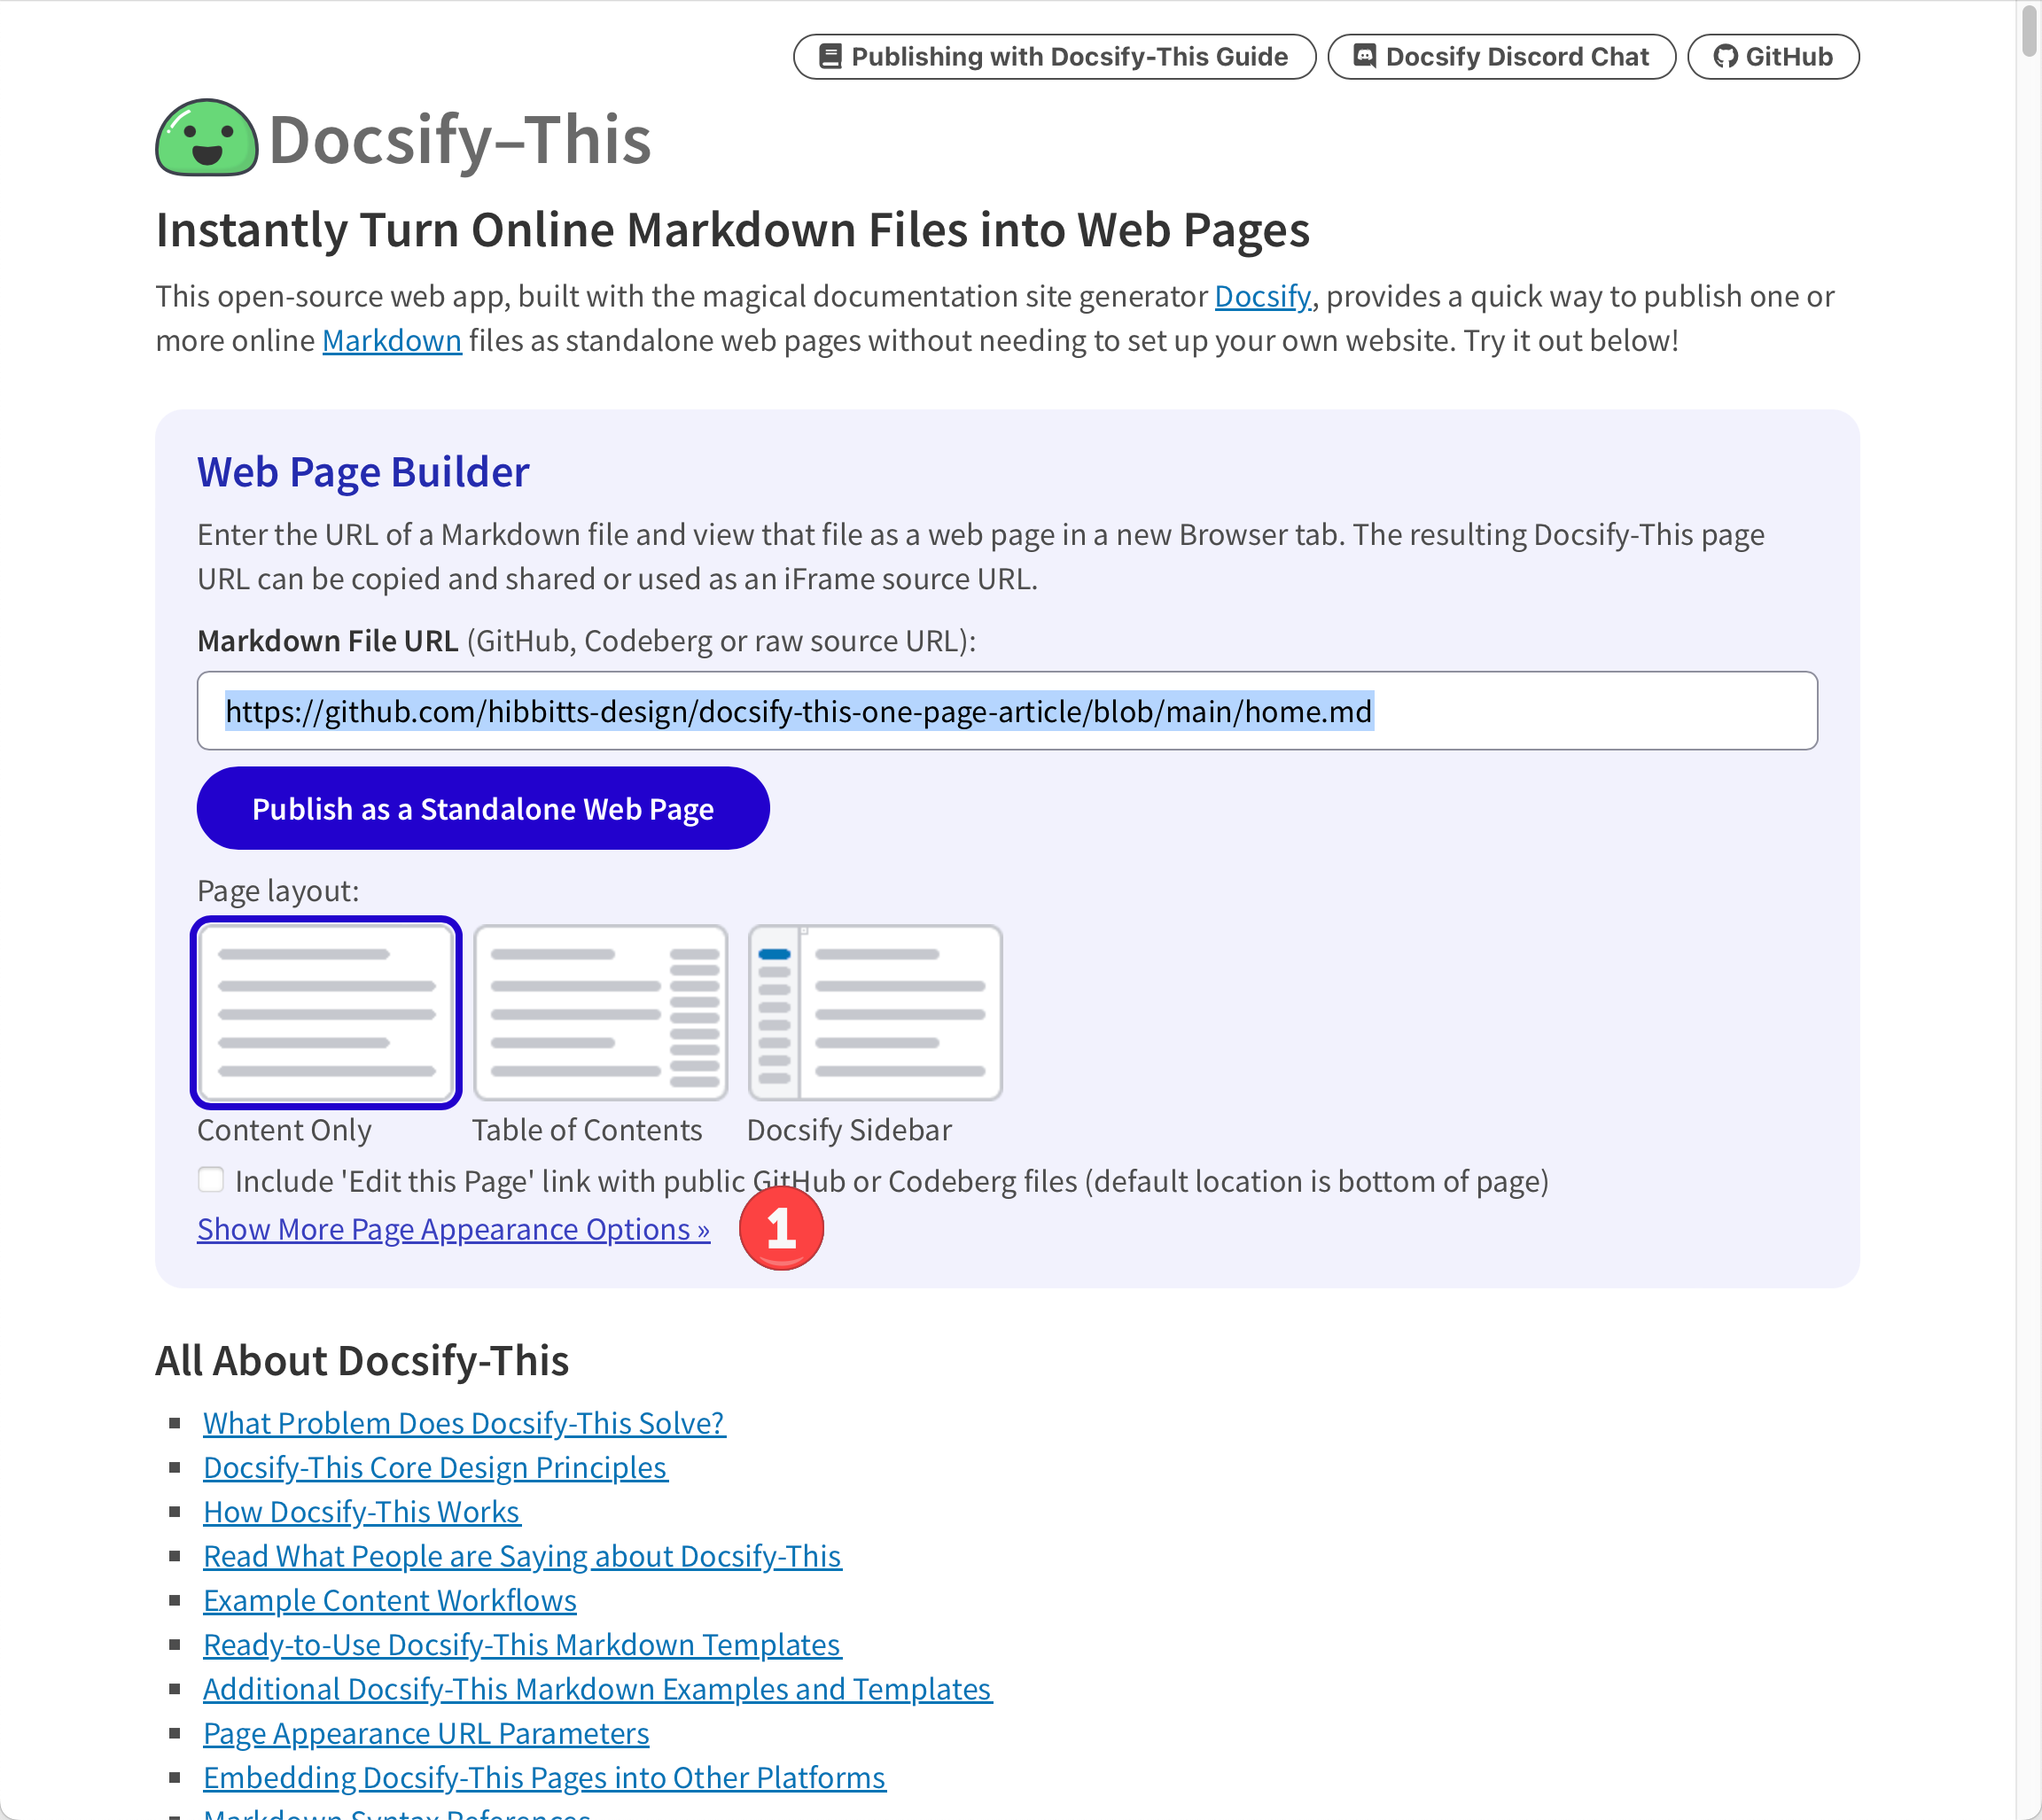 Publishing with Docsify-This Guide
Docsify Discord Chat
GitHub
Docsify–This
Instantly Turn Online Markdown Files into Web Pages
This open-source web app, built with the magical documentation site generator Docsify, provides a quick way to publish one or
more online Markdown files as standalone web pages without needing to set up your own website. Try it out below!
Web Page Builder
Enter the URL of a Markdown file and view that file as a web page in a new Browser tab. The resulting Docsify-This page
URL can be copied and shared or used as an iFrame source URL.
Markdown File URL (GitHub, Codeberg or raw source URL):
https://github.com/hibbitts-design/docsify-this-one-page-article/blob/main/home.md
Publish as a Standalone Web Page
Page layout:
Content Only
Table of Contents
Docsify Sidebar
Include 'Edit this Page' link with public GitHub or Codeberg files (default location is bottom of page)
Show More Page Appearance Options »
1
All About Docsify-This
What Problem Does Docsify-This Solve?
Docsify-This Core Design Principles
How Docsify-This Works
Read What People are Saying about Docsify-This
Example Content Workflows
Ready-to-Use Docsify-This Markdown Templates
Additional Docsify-This Markdown Examples and Templates
Page Appearance URL Parameters
Embedding Docsify-This Pages into Other Platforms
Markdown Syntax References